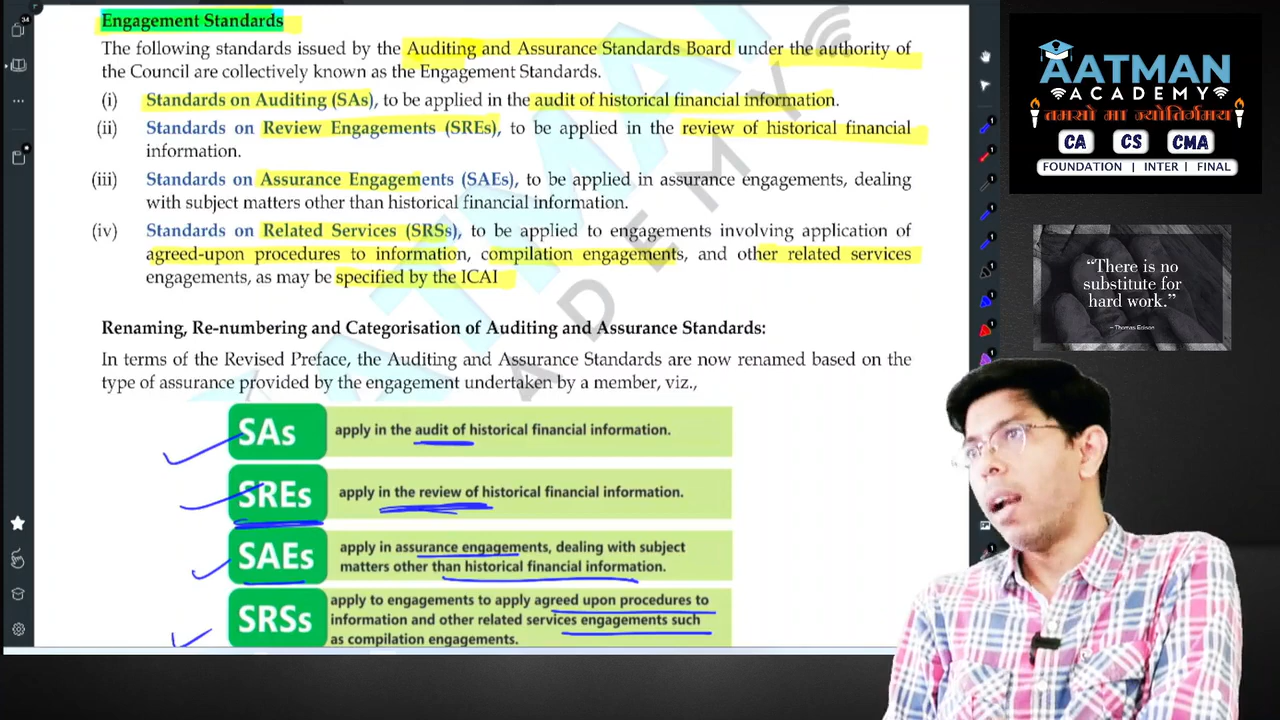 Engagement Standards
The following standards issued by the Auditing and Assurance Standards Board under the authority of
the Council are collectively known as the Engagement Standards.
(i) Standards on Auditing (SAs), to be applied in the audit of historical financial information.
(ii) Standards on Review Engagements (SREs), to be applied in the review of historical financial
information.
(iii) Standards on Assurance Engagements (SAEs), to be applied in assurance engagements, dealing
with subject matters other than historical financial information.
(iv) Standards on Related Services (SRSs), to be applied to engagements involving application of
agreed-upon procedures to information, compilation engagements, and other related services
engagements, as may be specified by the ICAI
Renaming, Re-numbering and Categorisation of Auditing and Assurance Standards:
In terms of the Revised Preface, the Auditing and Assurance Standards are now renamed based on the
type of assurance provided by the engagement undertaken by a member, viz.,
SAs apply in the audit of historical financial information.
SREs apply in the review of historical financial information.
SAEs apply in assurance engagements, dealing with subject
matters other than historical financial information.
SRSs apply to engagements to apply agreed upon procedures to
information and other related services engagements such
as compilation engagements.
AATMAN
ACADEMY
तमसो मा ज्योतिर्गमय
CA CS CMA
FOUNDATION | INTER | FINAL
“There is no
substitute for
hard work.”
– Thomas Edison